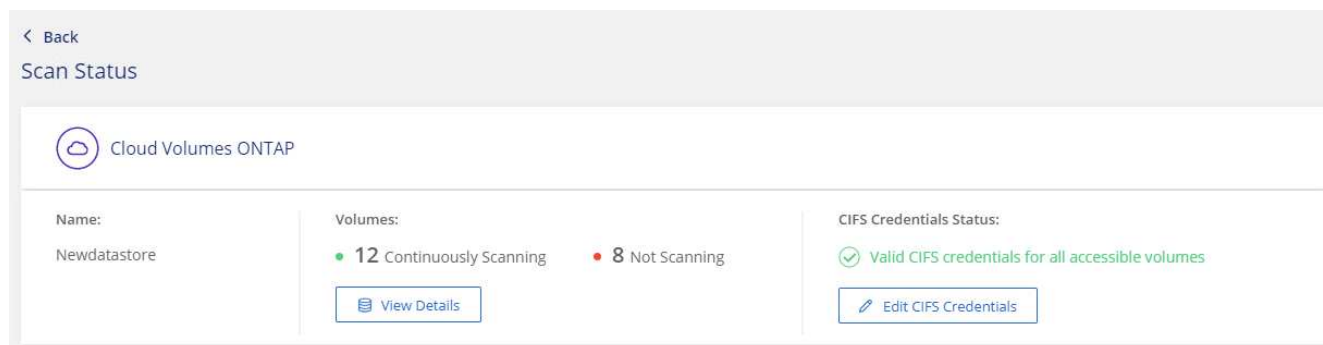 Back
Scan Status
Cloud Volumes ONTAP
Name:
Newdatastore
Volumes:
12 Continuously Scanning
8 Not Scanning
View Details
CIFS Credentials Status:
Valid CIFS credentials for all accessible volumes
Edit CIFS Credentials